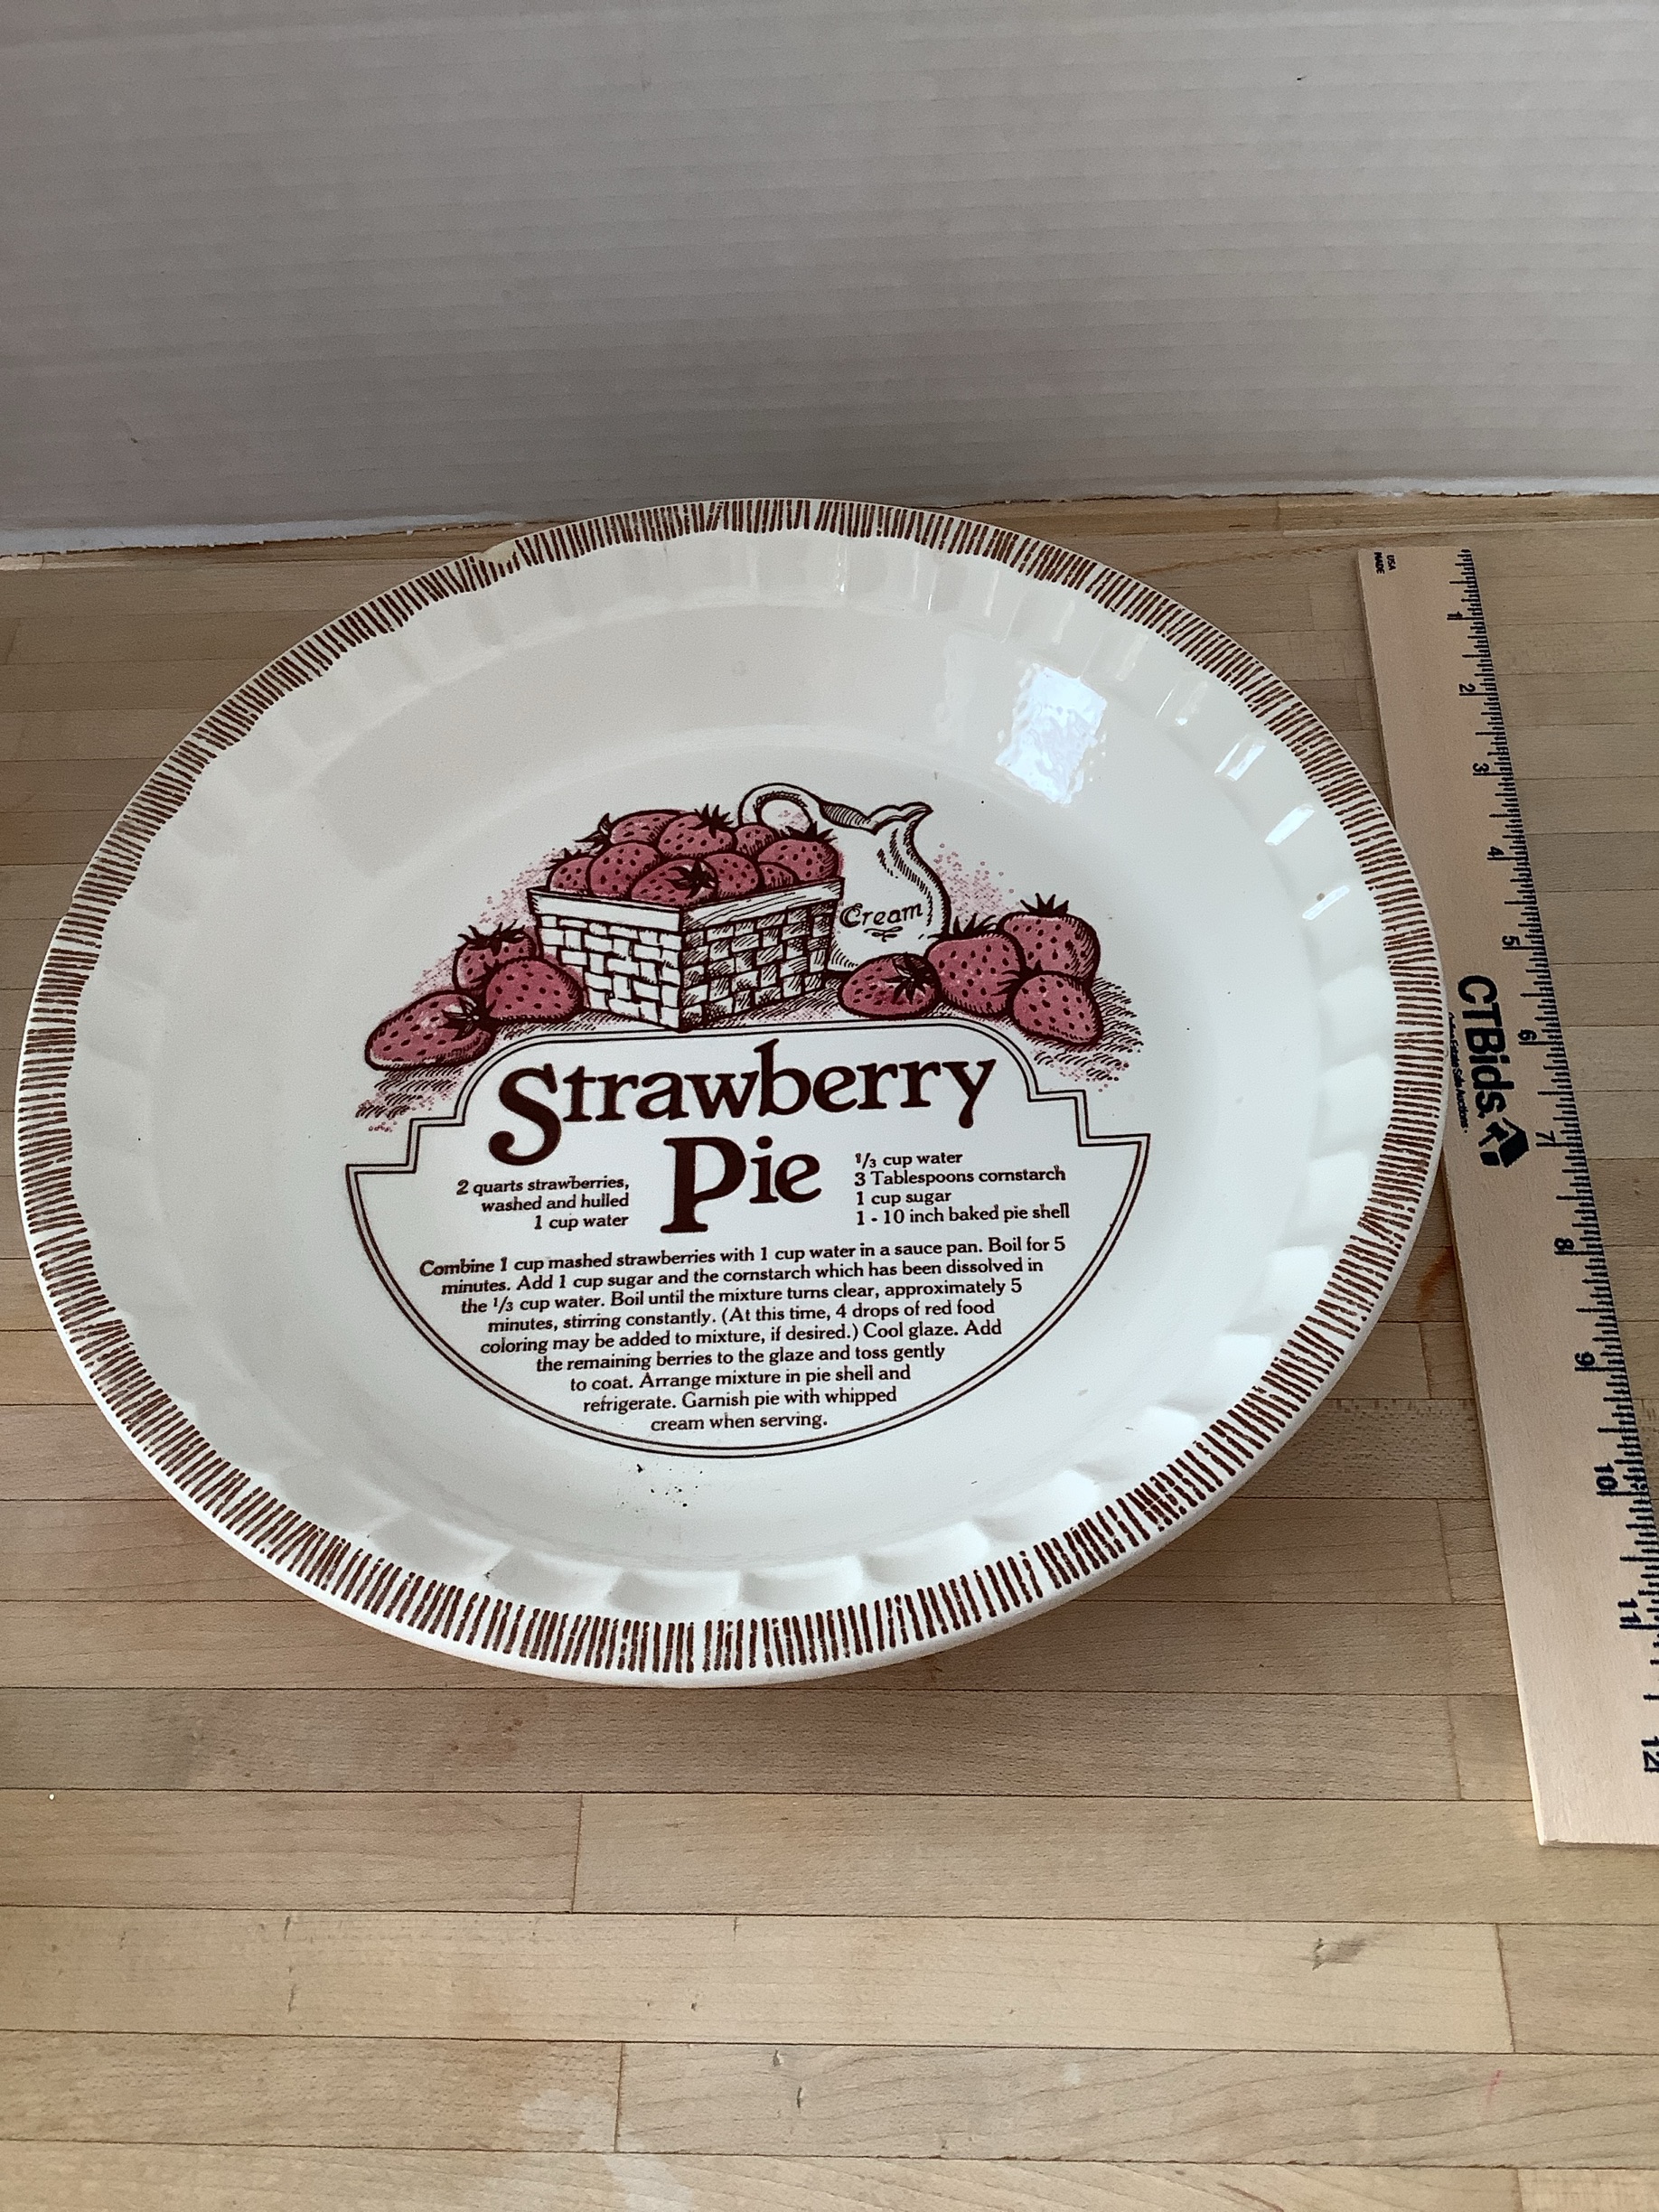 Cream
Strawberry
Pie
2 quarts strawberries,
washed and hulled
1 cup water
1/3 cup water
3 Tablespoons cornstarch
1 cup sugar
1 - 10 inch baked pie shell
Combine 1 cup mashed strawberries with 1 cup water in a sauce pan. Boil for 5
minutes. Add 1 cup sugar and the cornstarch which has been dissolved in
the 1/3 cup water. Boil until the mixture turns clear, approximately 5
minutes, stirring constantly. (At this time, 4 drops of red food
coloring may be added to mixture, if desired.) Cool glaze. Add
the remaining berries to the glaze and toss gently
to coat. Arrange mixture in pie shell and
refrigerate. Garnish pie with whipped
cream when serving.
MADE
USA
1
2
3
4
5
6
7
8
9
10
11
12
CTBids